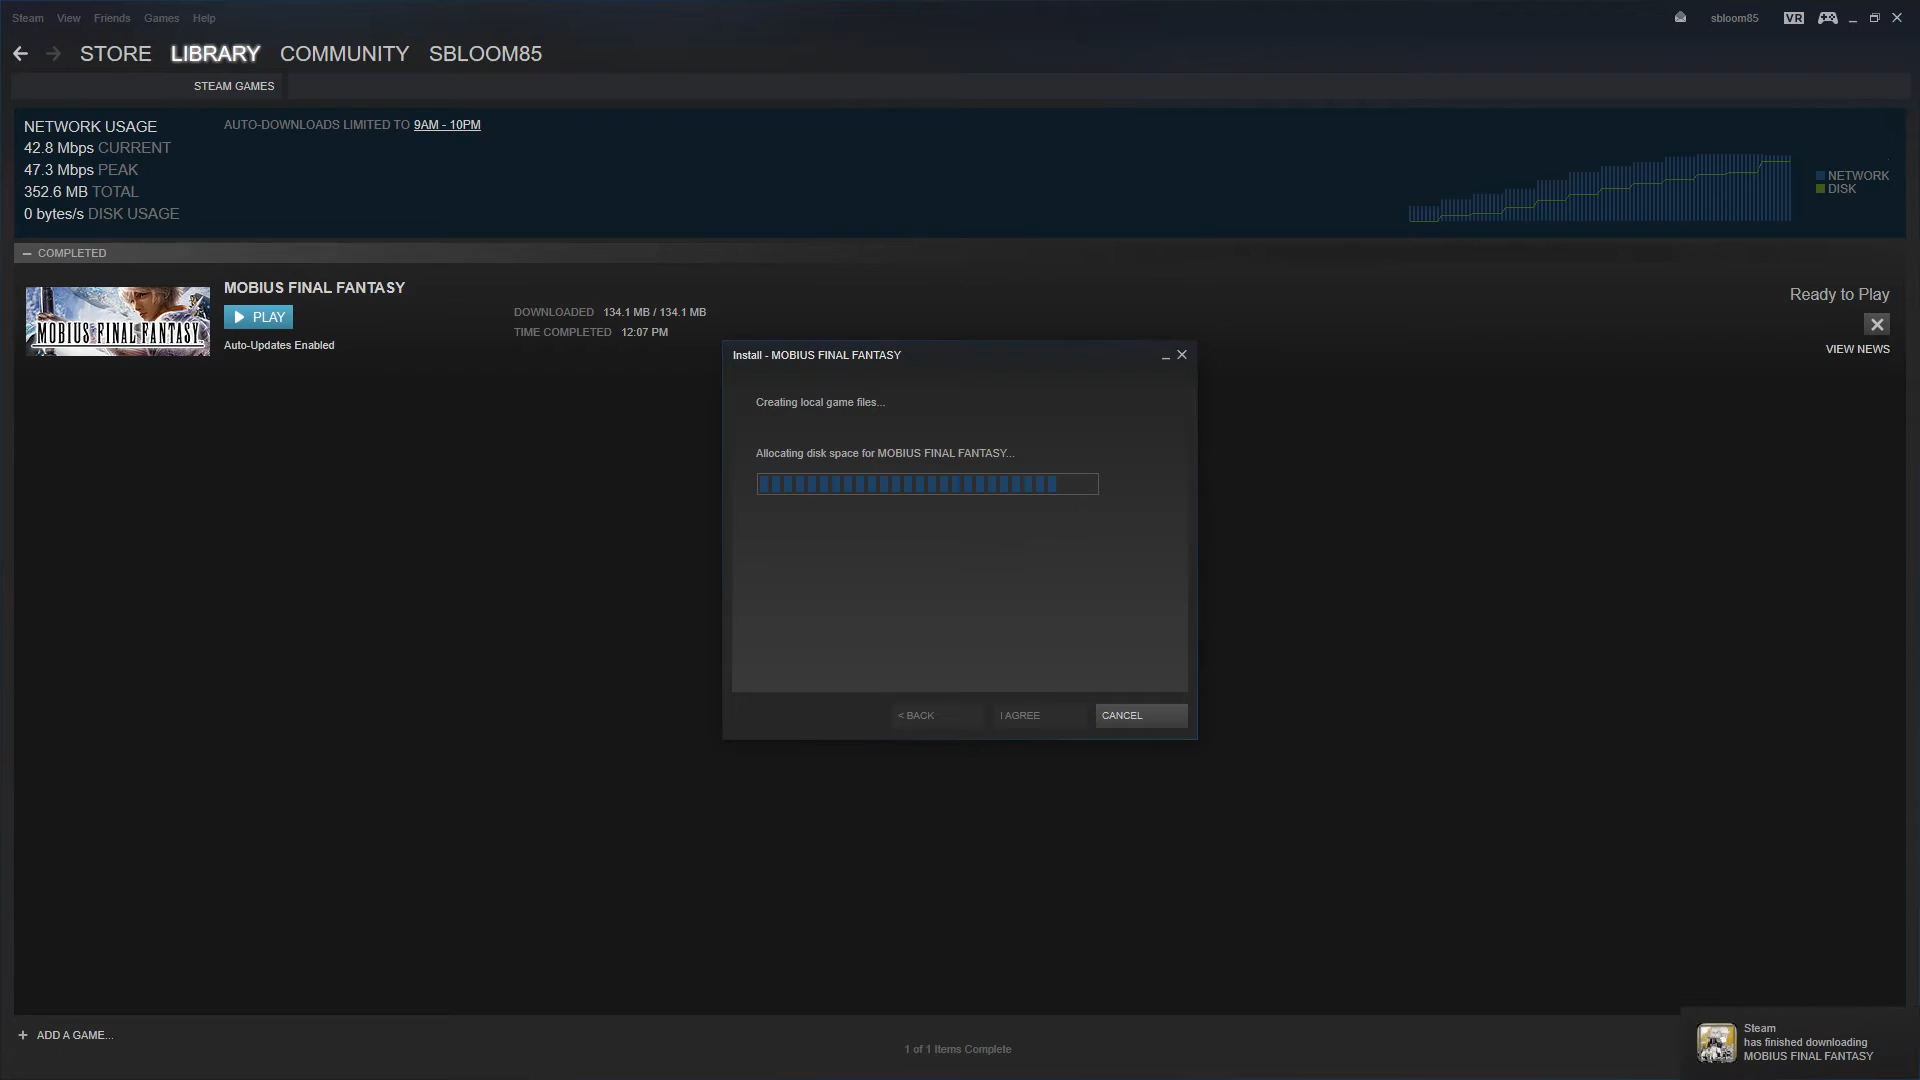 Steam View Friends Games Help
sbloom85 VR
STORE LIBRARY COMMUNITY SBLOOM85
STEAM GAMES
NETWORK USAGE
42.8 Mbps CURRENT
47.3 Mbps PEAK
352.6 MB TOTAL
0 bytes/s DISK USAGE
AUTO-DOWNLOADS LIMITED TO 9AM - 10PM
NETWORK
DISK
COMPLETED
MOBIUS FINAL FANTASY
MOBIUS FINAL FANTASY
PLAY
Auto-Updates Enabled
DOWNLOADED 134.1 MB / 134.1 MB
TIME COMPLETED 12:07 PM
Ready to Play
VIEW NEWS
Install - MOBIUS FINAL FANTASY
Creating local game files...
Allocating disk space for MOBIUS FINAL FANTASY...
< BACK I AGREE CANCEL
+ ADD A GAME...
1 of 1 Items Complete
Steam
has finished downloading
MOBIUS FINAL FANTASY